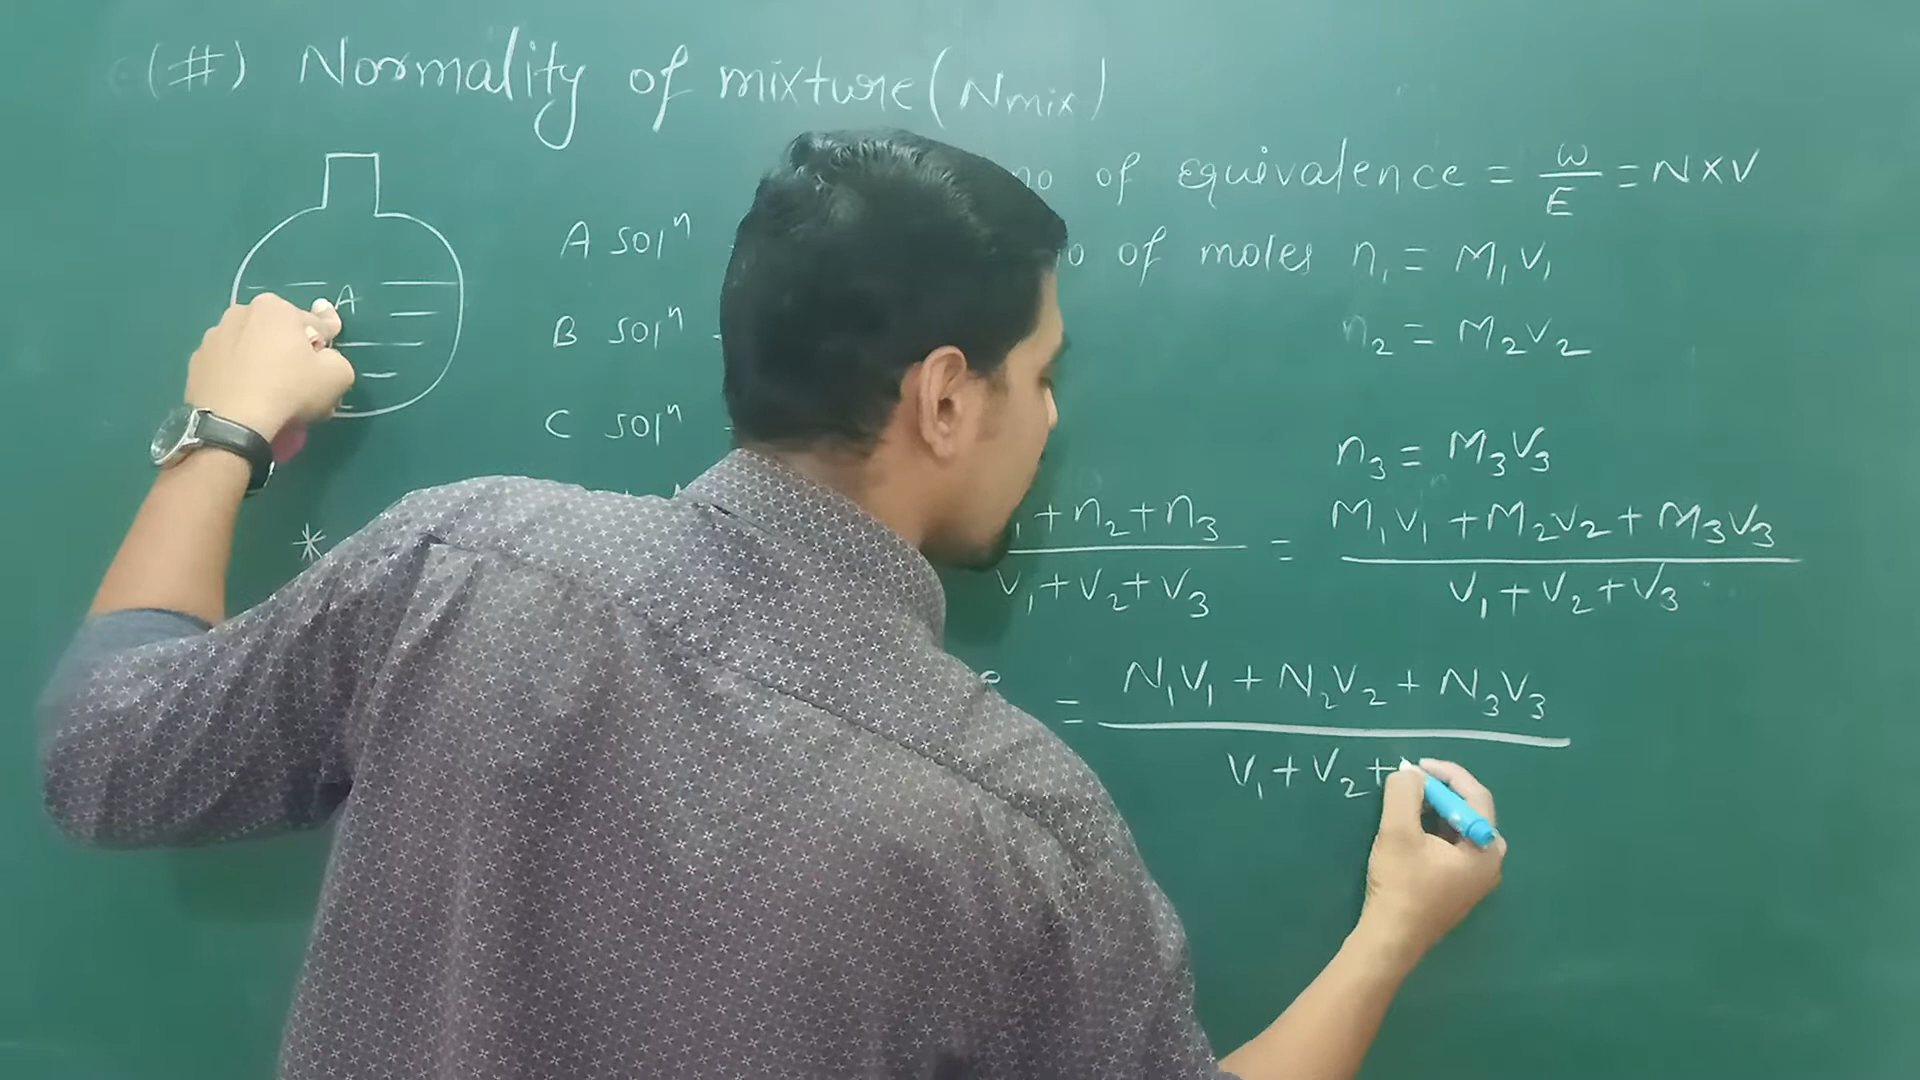 (#) Normality of mixture (Nmix)
no of equivalence = w/E = N×V
A
A solⁿ
o of moles n₁ = M₁V₁
B solⁿ -
n₂ = M₂V₂
C solⁿ -
n₃ = M₃V₃
*
+ n₂ + n₃ / V₁ + V₂ + V₃ = M₁V₁ + M₂V₂ + M₃V₃ / V₁ + V₂ + V₃
= N₁V₁ + N₂V₂ + N₃V₃ / V₁ + V₂ +